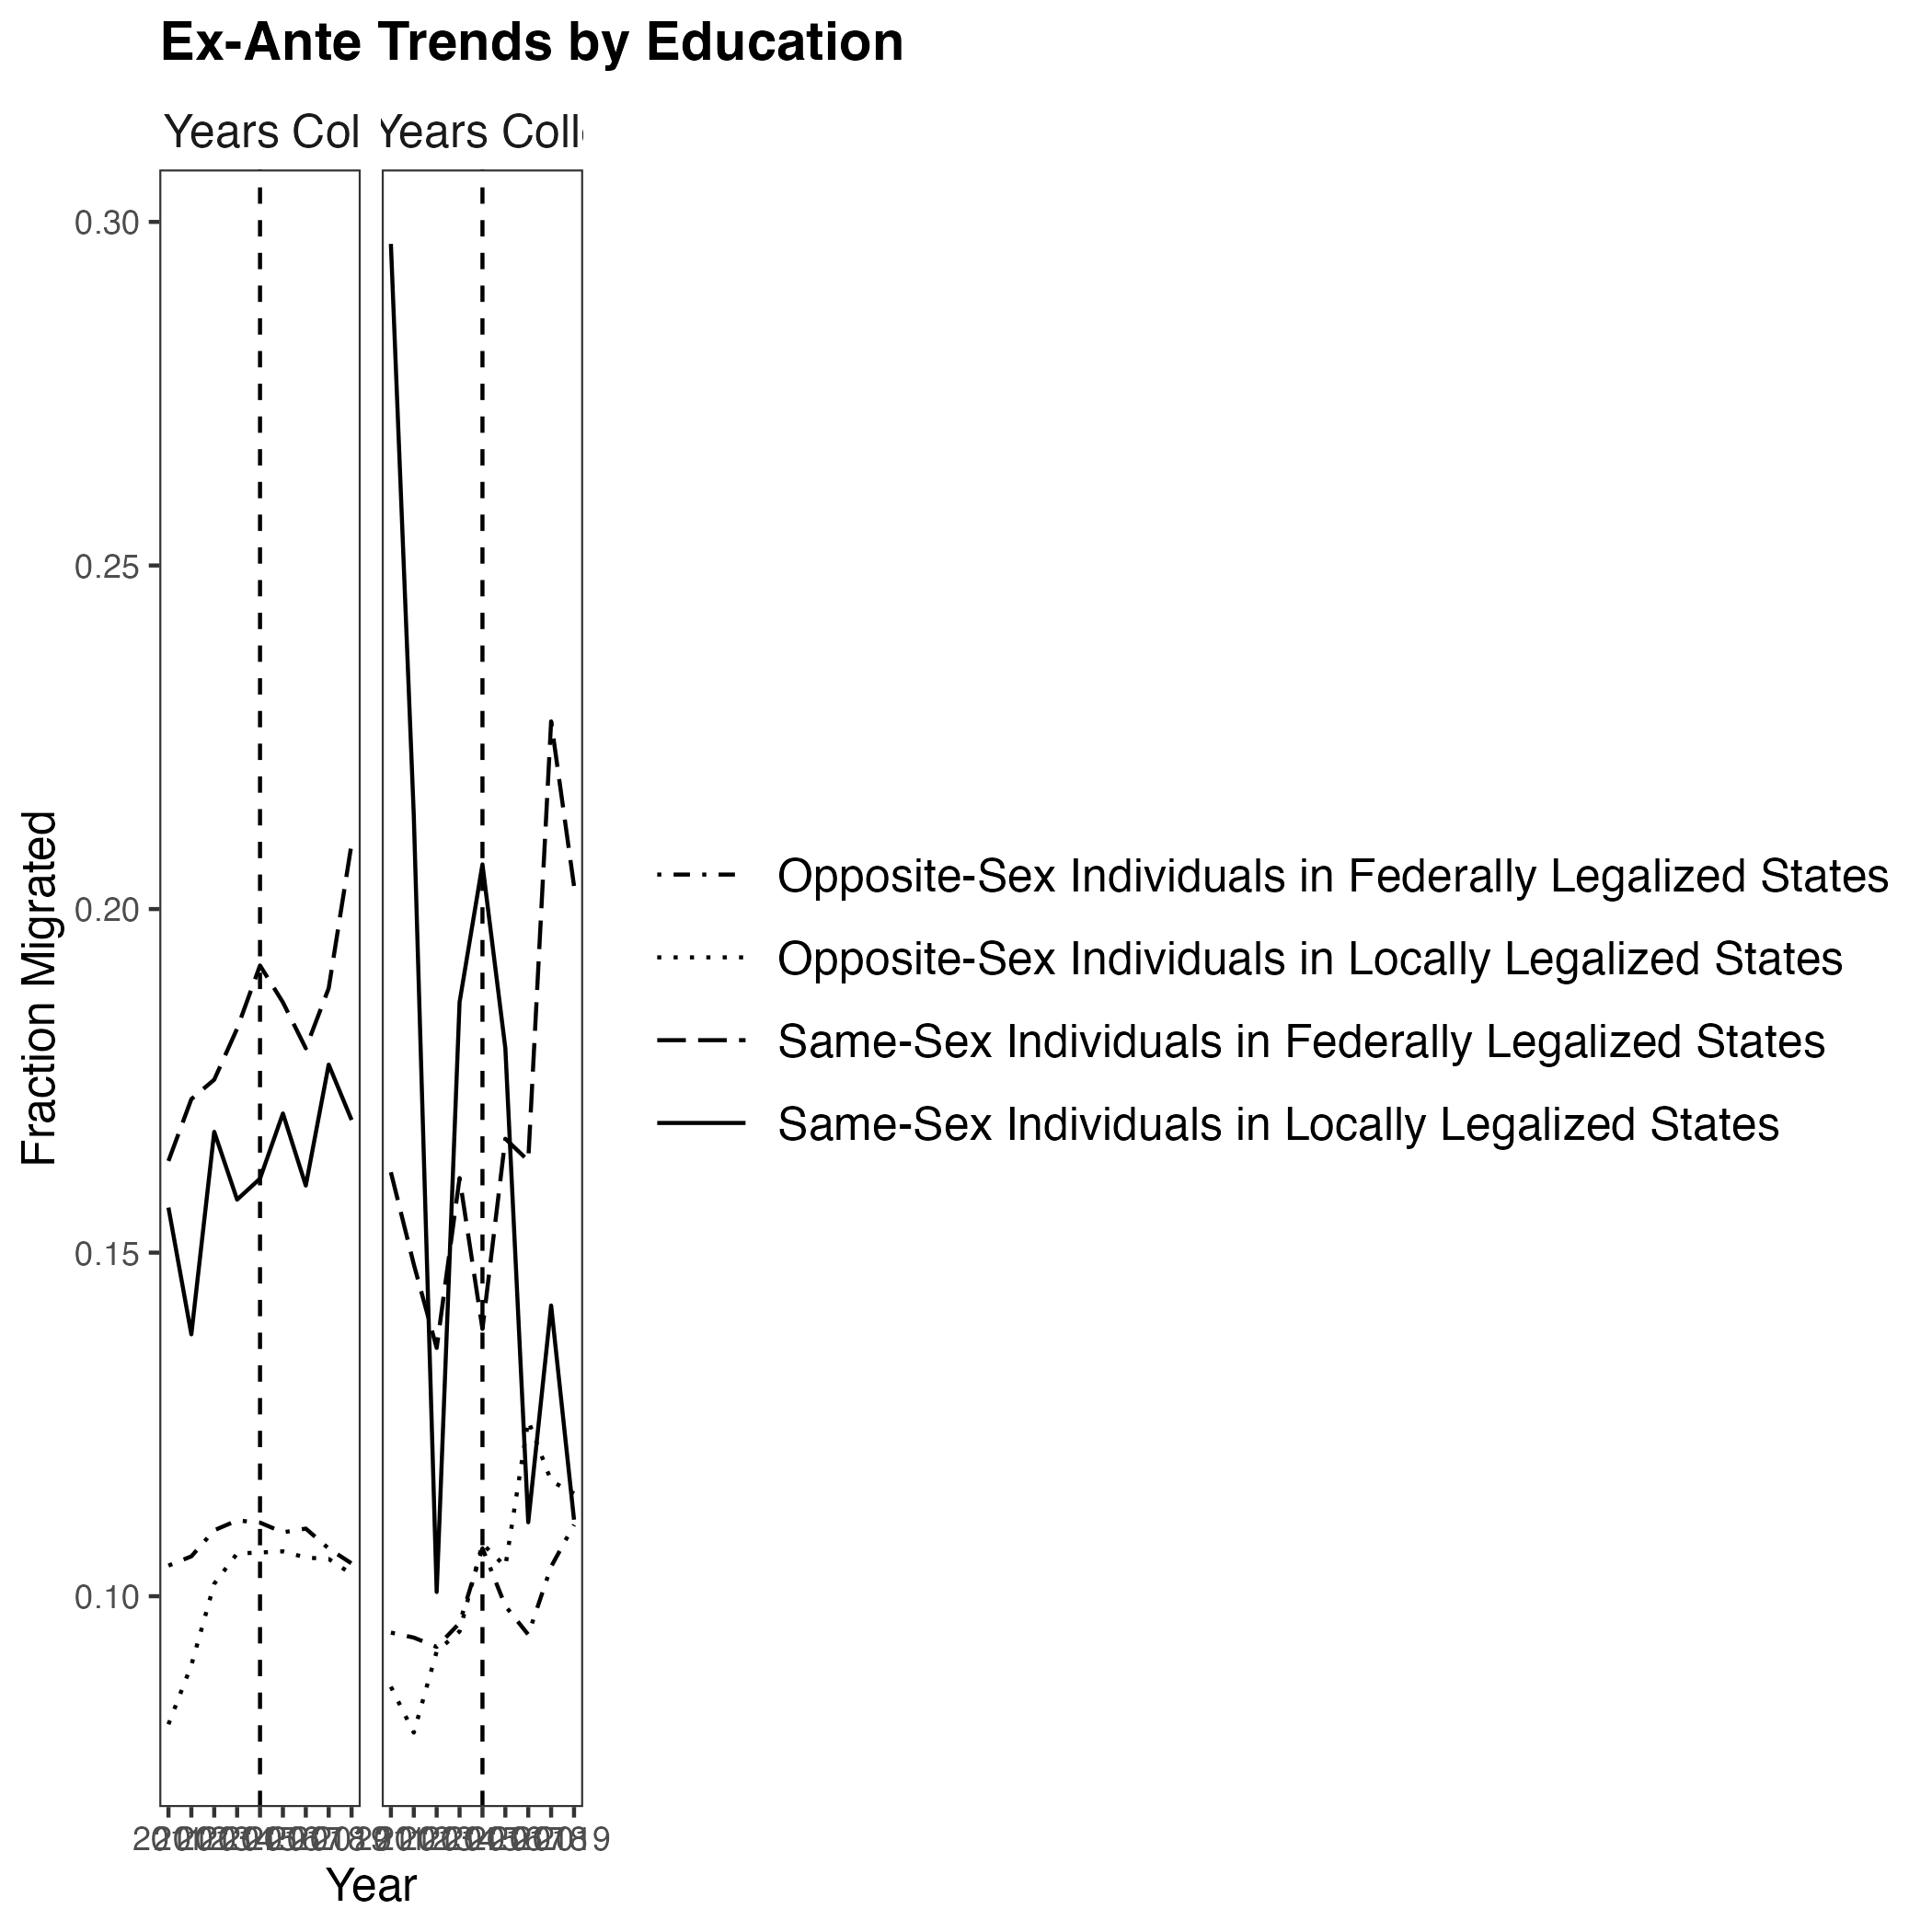 Ex-Ante Trends by Education
Years Col
Years Coll
0.30
0.25
0.20
0.15
0.10
Fraction Migrated
Opposite-Sex Individuals in Federally Legalized States
Opposite-Sex Individuals in Locally Legalized States
Same-Sex Individuals in Federally Legalized States
Same-Sex Individuals in Locally Legalized States
Year